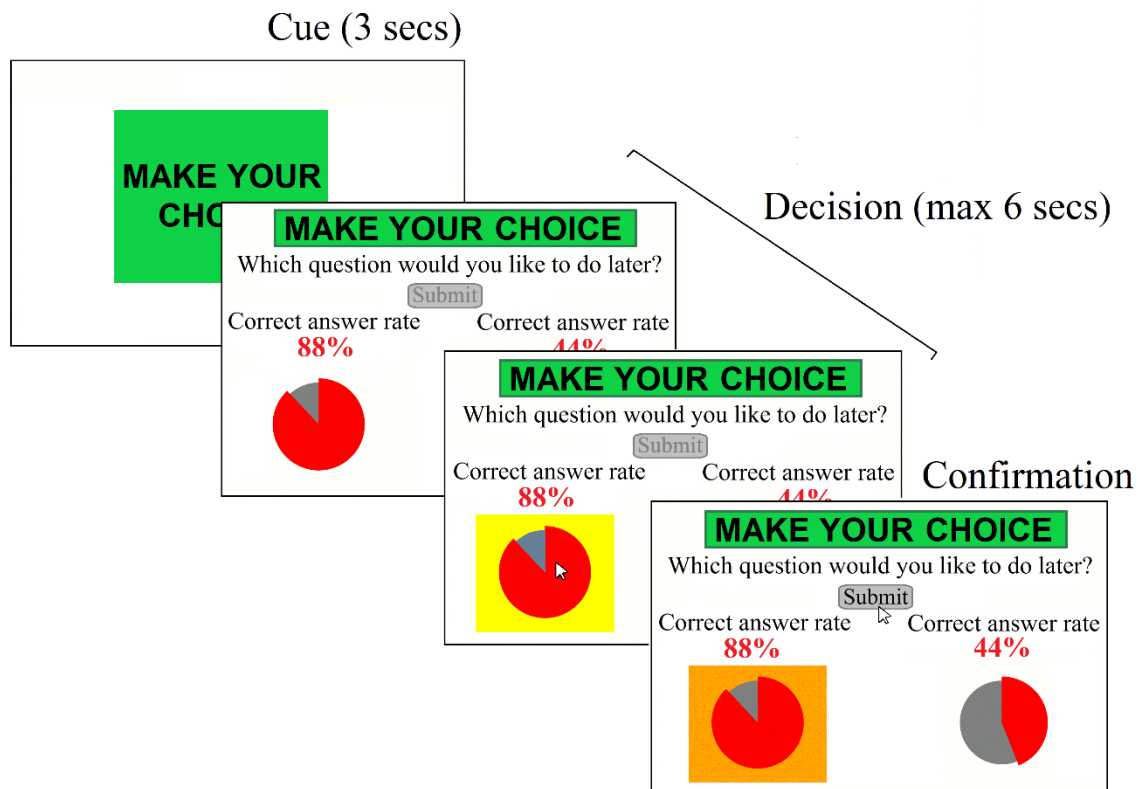 Cue (3 secs)
MAKE YOUR
CHO
Decision (max 6 secs)
MAKE YOUR CHOICE
Which question would you like to do later?
Submit
Correct answer rate
Correct answer rate
88%
44%
MAKE YOUR CHOICE
Which question would you like to do later?
Submit
Correct answer rate
Correct answer rate
88%
44%
Confirmation
MAKE YOUR CHOICE
Which question would you like to do later?
Submit
Correct answer rate
Correct answer rate
88%
44%